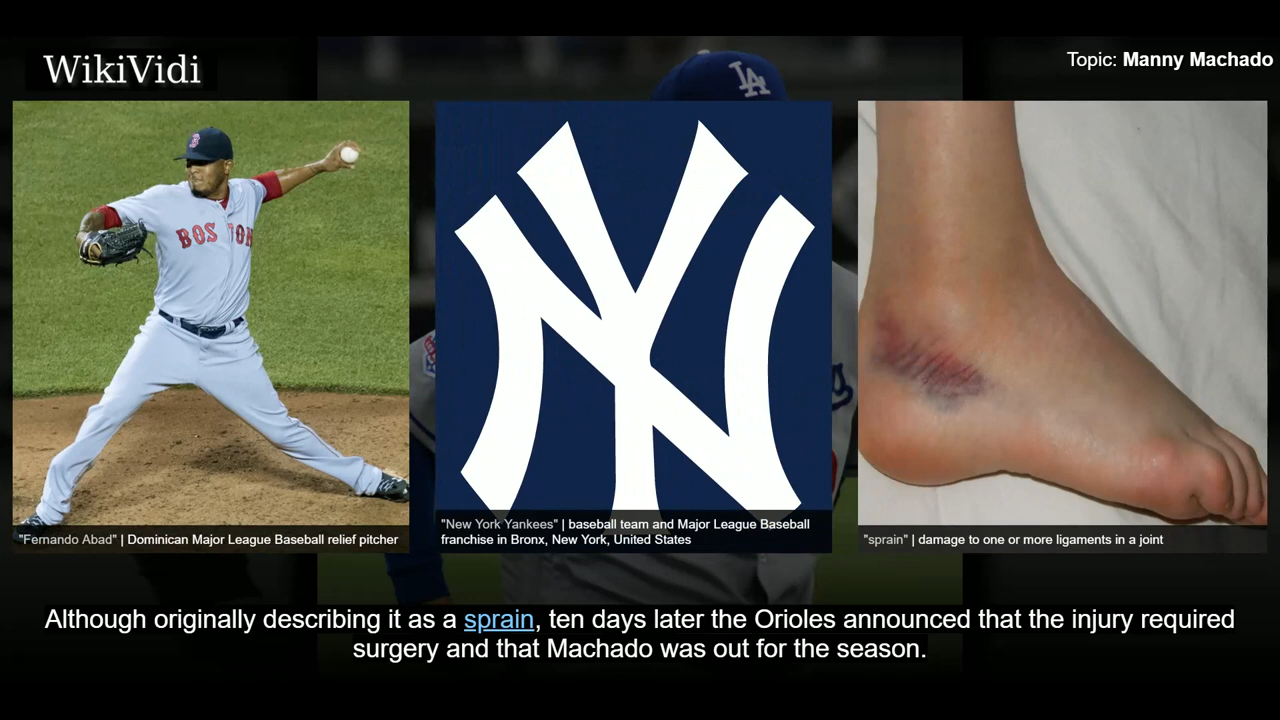 WikiVidi
Topic: Manny Machado
LA
B
BOSTON
NY
"Fernando Abad" | Dominican Major League Baseball relief pitcher
"New York Yankees" | baseball team and Major League Baseball
franchise in Bronx, New York, United States
"sprain" | damage to one or more ligaments in a joint
Although originally describing it as a sprain, ten days later the Orioles announced that the injury required
surgery and that Machado was out for the season.